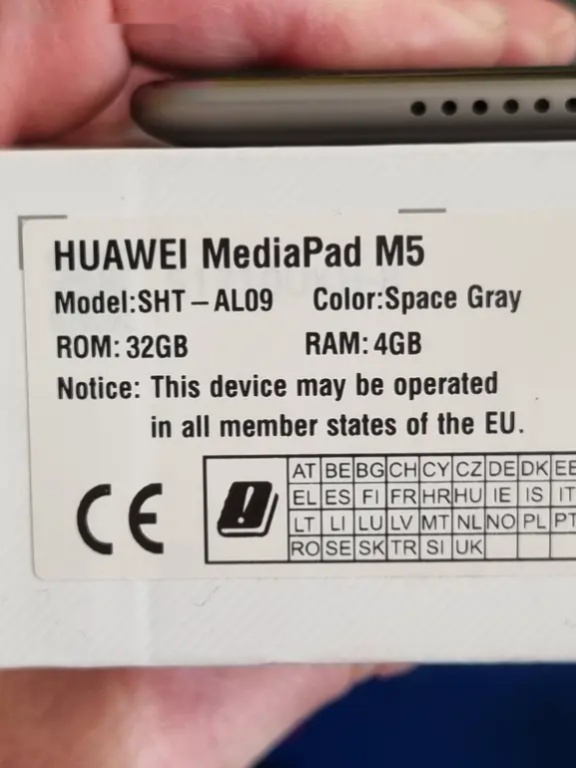 HUAWEI MediaPad M5
Model:SHT-AL09 Color:Space Gray
ROM: 32GB RAM: 4GB
Notice: This device may be operated
in all member states of the EU.
CE
AT BE BG CH CY CZ DE DK EE
EL ES FI FR HR HU IE IS IT
LT LI LU LV MT NL NO PL PT
RO SE SK TR SI UK